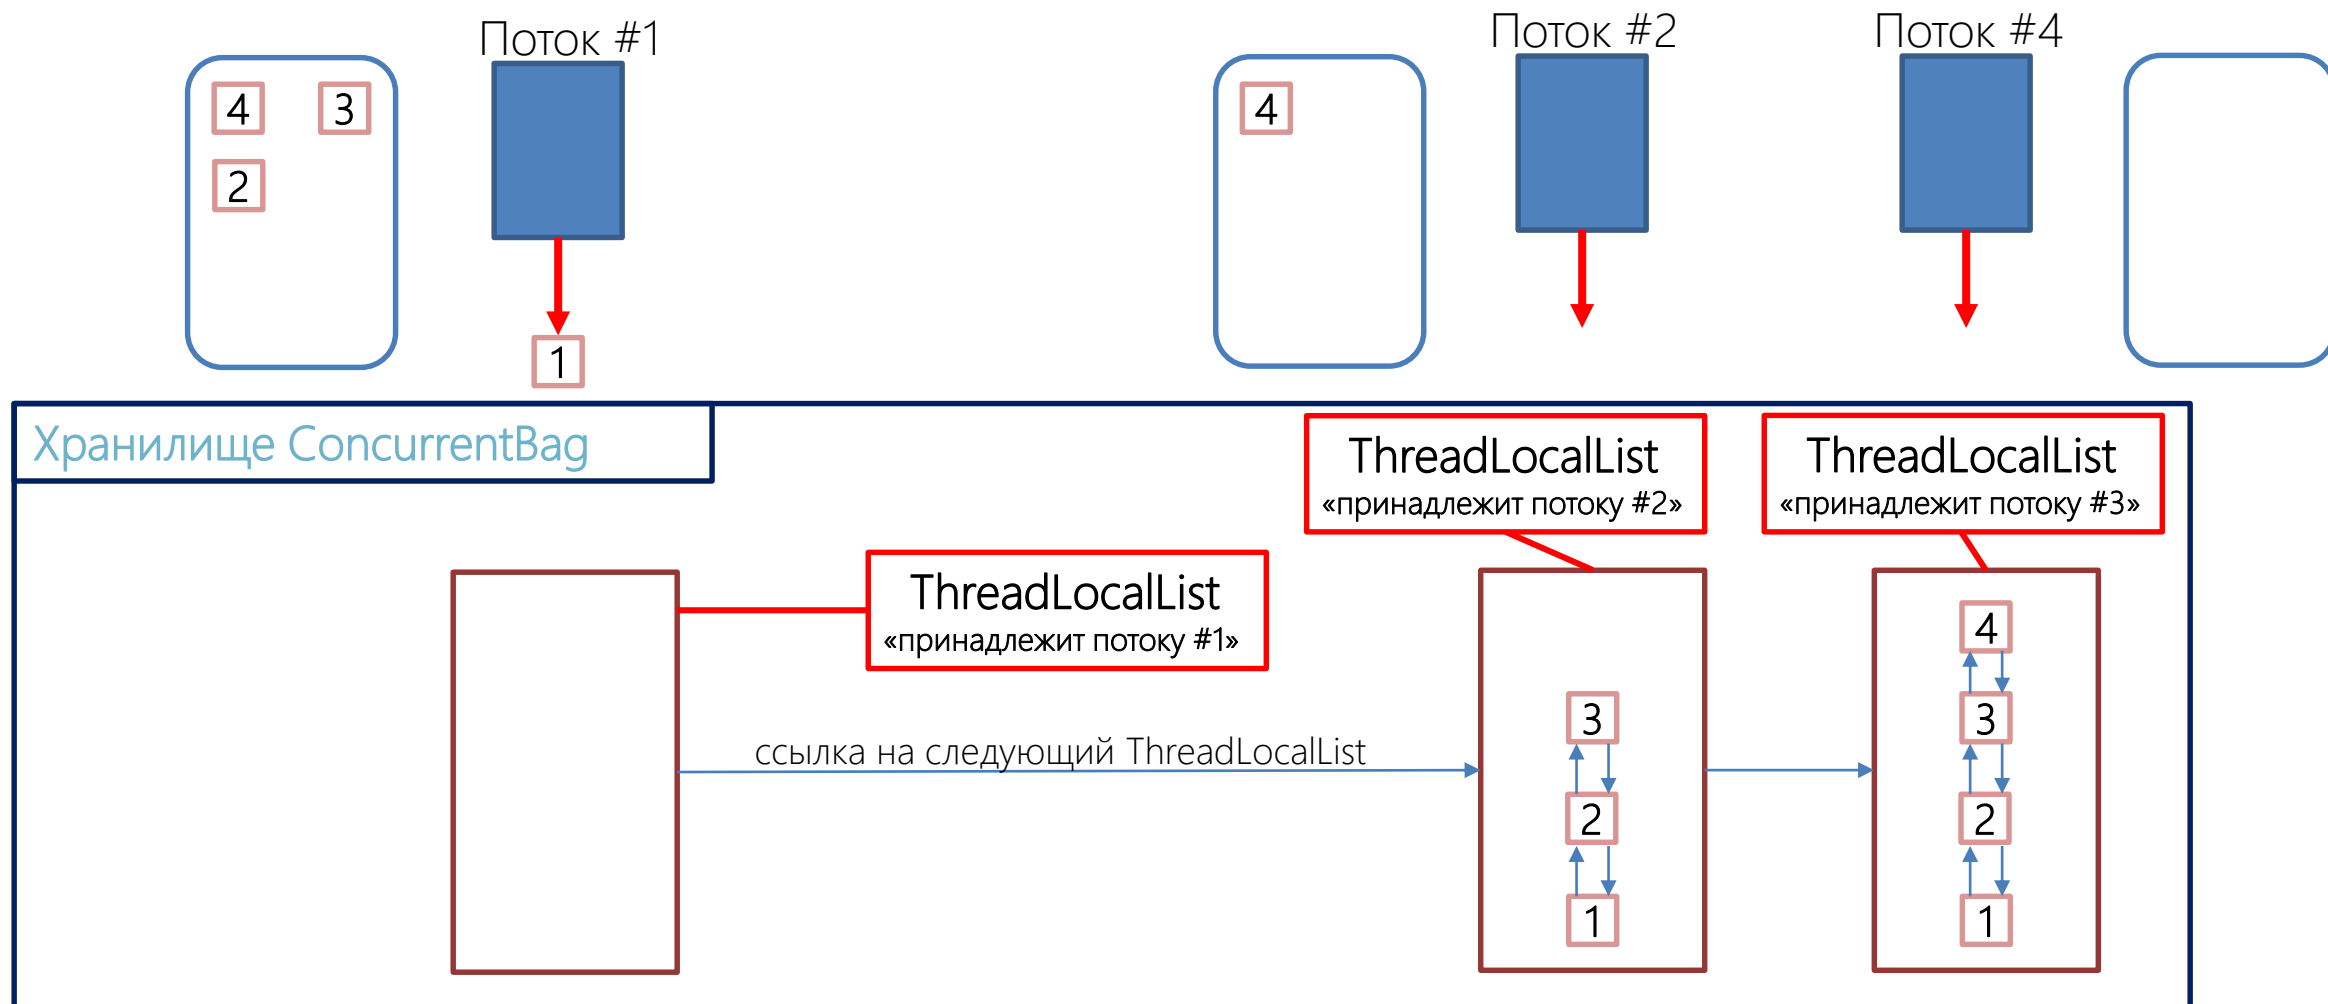 Поток #1
Поток #2
Поток #4
4
3
2
1
4
Хранилище ConcurrentBag
ThreadLocalList
«принадлежит потоку #1»
ThreadLocalList
«принадлежит потоку #2»
ThreadLocalList
«принадлежит потоку #3»
ссылка на следующий ThreadLocalList
3
2
1
4
3
2
1